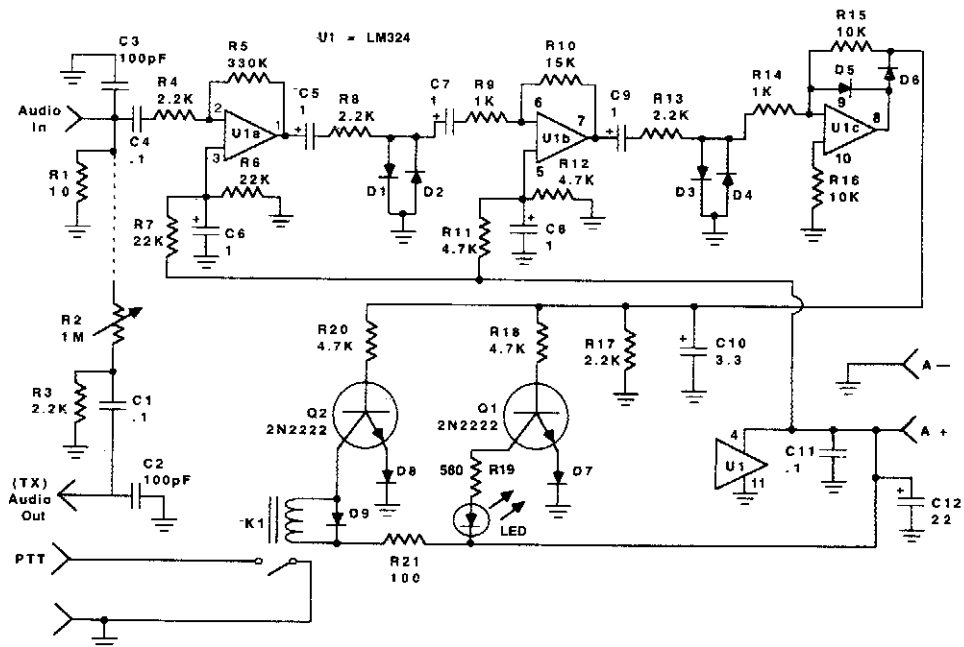 U1 = LM324
C3
100pF
R4
2.2K
R5
330K
Audio
In
C4
.1
2
U1a
1
3
C5
1
+
R8
2.2K
C7
1
+
R9
1K
R10
15K
6
U1b
7
5
C9
1
+
R13
2.2K
R14
1K
R15
10K
D5
D6
9
U1c
8
10
R1
10
R6
22K
D1
D2
R12
4.7K
D3
D4
R16
10K
R7
22K
+
C6
1
R11
4.7K
+
C8
1
R2
1M
R20
4.7K
R18
4.7K
R17
2.2K
+
C10
3.3
A -
R3
2.2K
C1
.1
Q2
2N2222
Q1
2N2222
A +
4
U1
11
C11
.1
(TX)
Audio
Out
C2
100pF
D8
560
R19
D7
K1
D9
LED
+
C12
22
PTT
R21
100